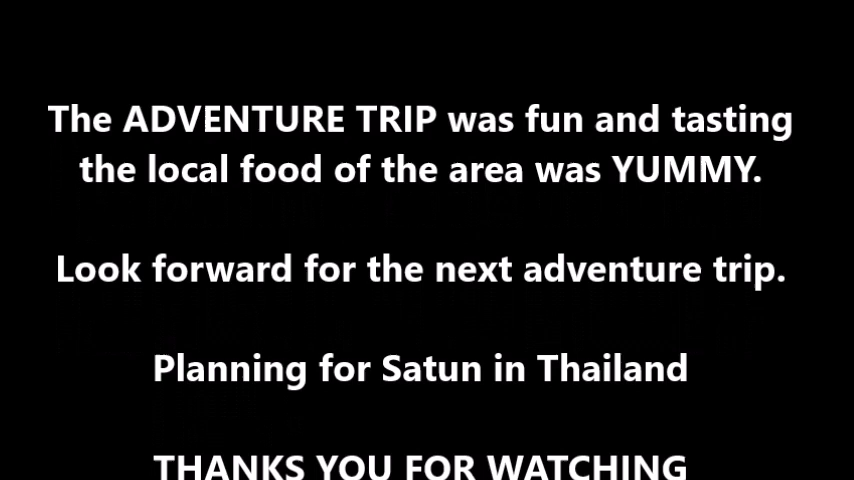 The ADVENTURE TRIP was fun and tasting
the local food of the area was YUMMY.
Look forward for the next adventure trip.
Planning for Satun in Thailand
THANKS YOU FOR WATCHING